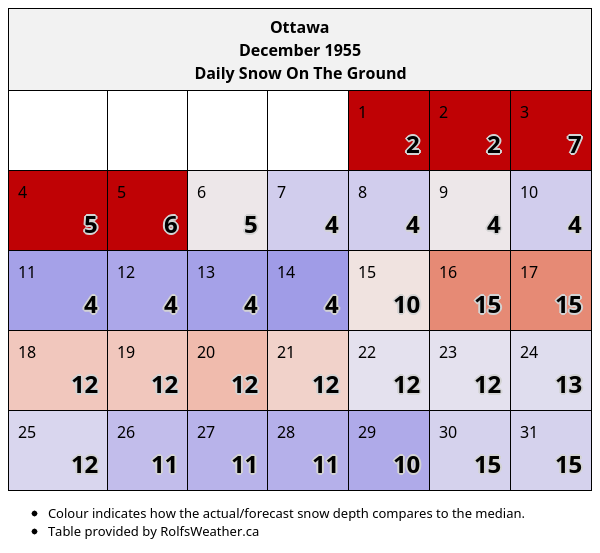 Ottawa
December 1955
Daily Snow On The Ground
1 2 3
2 2 7
4 5 6 7 8 9 10
5 6 5 4 4 4 4
11 12 13 14 15 16 17
4 4 4 4 10 15 15
18 19 20 21 22 23 24
12 12 12 12 12 12 13
25 26 27 28 29 30 31
12 11 11 11 10 15 15
• Colour indicates how the actual/forecast snow depth compares to the median.
• Table provided by RolfsWeather.ca